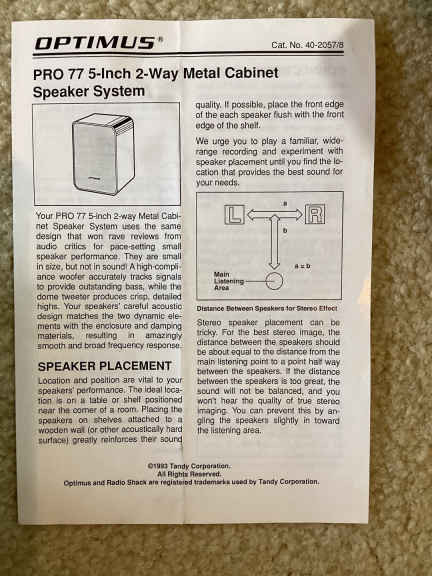 OPTIMUS®
Cat. No. 40-2057/8
PRO 77 5-Inch 2-Way Metal Cabinet
Speaker System
Your PRO 77 5-inch 2-way Metal Cabi-
net Speaker System uses the same
design that won rave reviews from
audio critics for pace-setting small
speaker performance. They are small
in size, but not in sound! A high-compli-
ance woofer accurately tracks signals
to provide outstanding bass, while the
dome tweeter produces crisp, detailed
highs. Your speakers' careful acoustic
design matches the two dynamic ele-
ments with the enclosure and damping
materials, resulting in amazingly
smooth and broad frequency response.
SPEAKER PLACEMENT
Location and position are vital to your
speakers' performance. The ideal loca-
tion is on a table or shelf positioned
near the corner of a room. Placing the
speakers on shelves attached to a
wooden wall (or other acoustically hard
surface) greatly reinforces their sound
quality. If possible, place the front edge
of the each speaker flush with the front
edge of the shelf.
We urge you to play a familiar, wide-
range recording and experiment with
speaker placement until you find the lo-
cation that provides the best sound for
your needs.
L
a
R
b
a = b
Main
Listening
Area
Distance Between Speakers for Stereo Effect
Stereo speaker placement can be
tricky. For the best stereo image, the
distance between the speakers should
be about equal to the distance from the
main listening point to a point half way
between the speakers. If the distance
between the speakers is too great, the
sound will not be balanced, and you
won't hear the quality of true stereo
imaging. You can prevent this by an-
gling the speakers slightly in toward
the listening area.
©1993 Tandy Corporation.
All Rights Reserved.
Optimus and Radio Shack are registered trademarks used by Tandy Corporation.